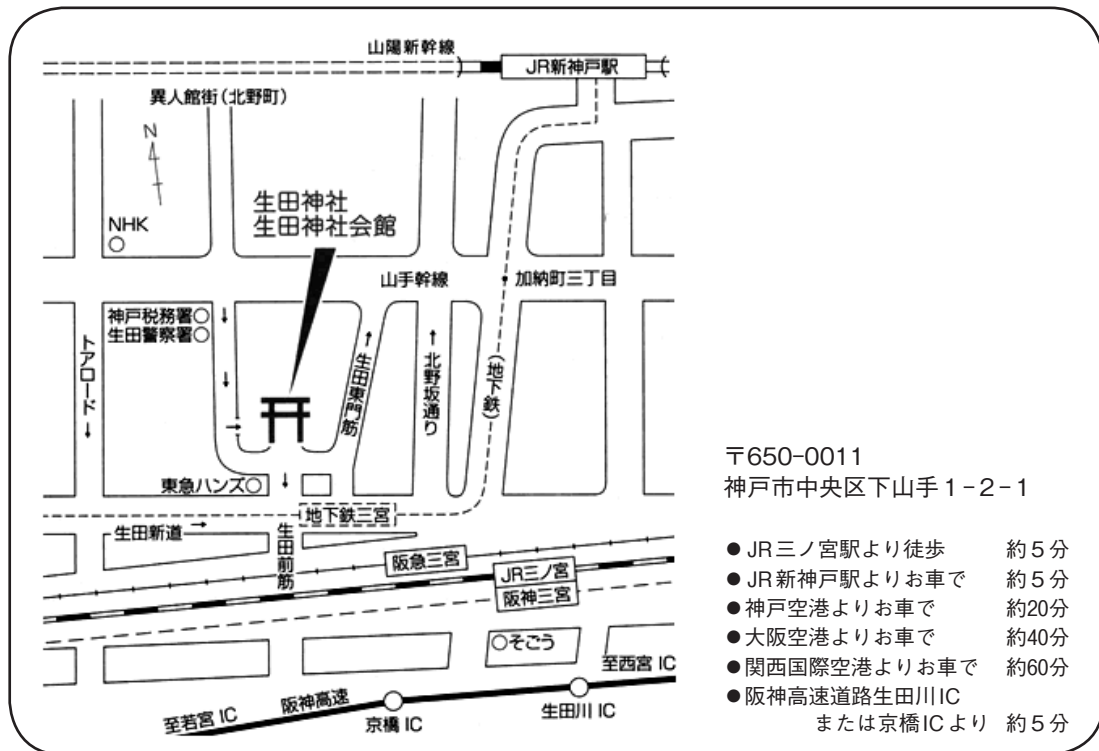 山陽新幹線
JR新神戸駅
異人館街(北野町)
N
生田神社
生田神社会館
NHK
山手幹線
加納町三丁目
神戸税務署
生田警察署
トアロード→
↑生田東門筋
↑北野坂通り
(地下鉄)
東急ハンズ
地下鉄三宮
生田新道→
生田前筋
阪急三宮
JR三ノ宮
阪神三宮
そごう
至西宮 IC
阪神高速
生田川 IC
至若宮 IC
京橋 IC
〒650-0011
神戸市中央区下山手1-2-1
●JR三ノ宮駅より徒歩 約5分
●JR新神戸駅よりお車で 約5分
●神戸空港よりお車で 約20分
●大阪空港よりお車で 約40分
●関西国際空港よりお車で 約60分
●阪神高速道路生田川IC
または京橋ICより 約5分